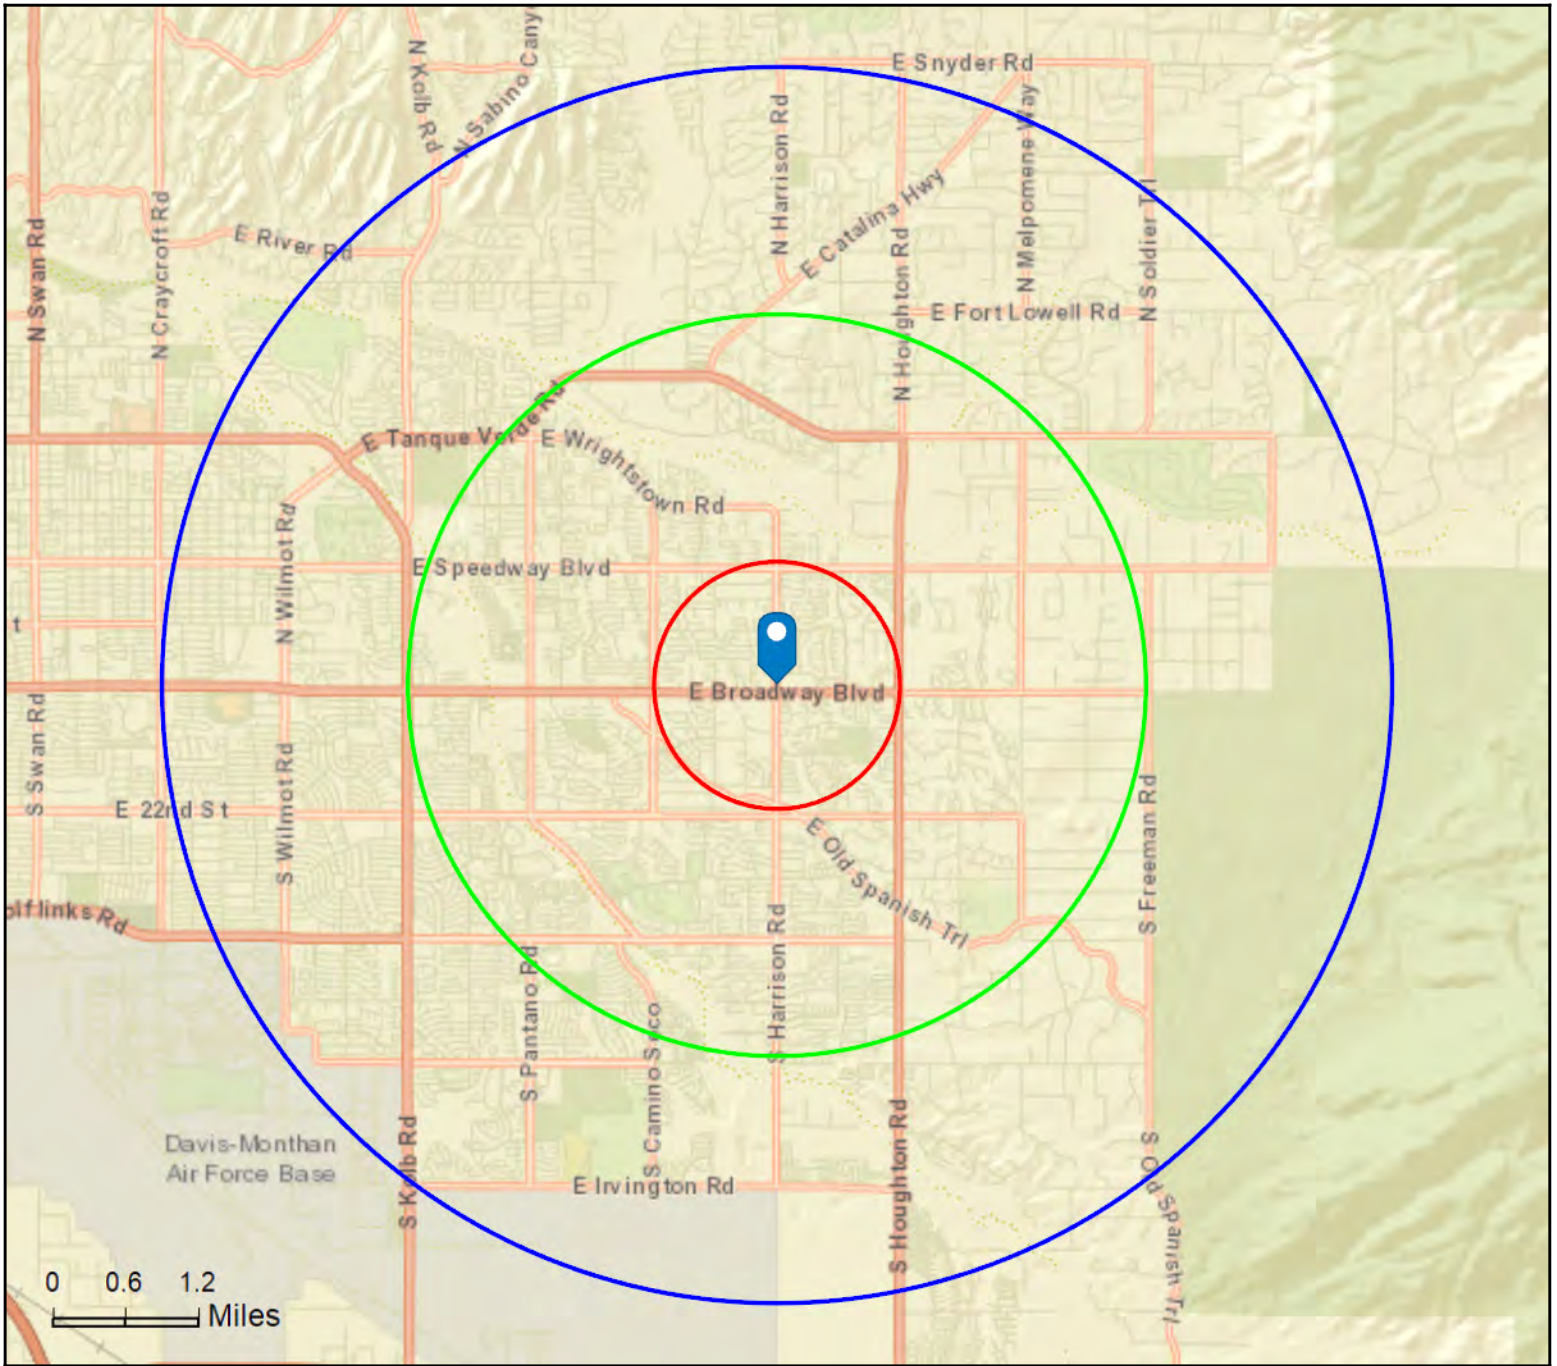 E Snyder Rd
N Kolb Rd
N Sabino Cany
N Harrison Rd
N Melpomene Way
E Catalina Hwy
N Soldier Trl
N Swan Rd
N Craycroft Rd
E River Rd
N Houghton Rd
E Fort Lowell Rd
E Tanque Verde Rd
E Wrightstown Rd
N Wilmot Rd
E Speedway Blvd
t
E Broadway Blvd
S Swan Rd
S Wilmot Rd
E 22nd St
E Old Spanish Trl
S Freeman Rd
olf links Rd
S Pantano Rd
S Harrison Rd
S Camino Seco
Davis-Monthan
Air Force Base
S Kolb Rd
E Irvington Rd
S Houghton Rd
S Old Spanish Trl
0 0.6 1.2
Miles